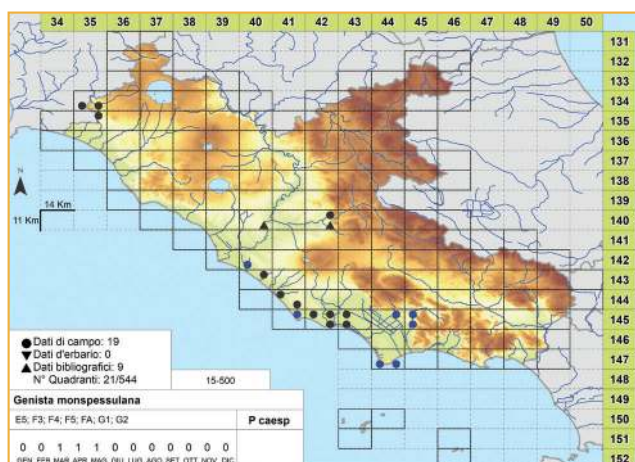 34 35 36 37 38 39 40 41 42 43 44 45 46 47 48 49 50
131
132
133
134
135
136
137
138
N
14 Km
11 Km
140
141
142
143
144
145
146
147
148
149
150
151
152
Dati di campo: 19
Dati d'erbario: 0
Dati bibliografici: 9
N° Quadranti: 21/544
15-500
Genista monspessulana
E5; F3; F4; F5; FA; G1; G2
P caesp
0 0 1 1 1 0 0 0 0 0 0 0
GEN FEB MAR APR MAG GIU LUG AGO SET OTT NOV DIC